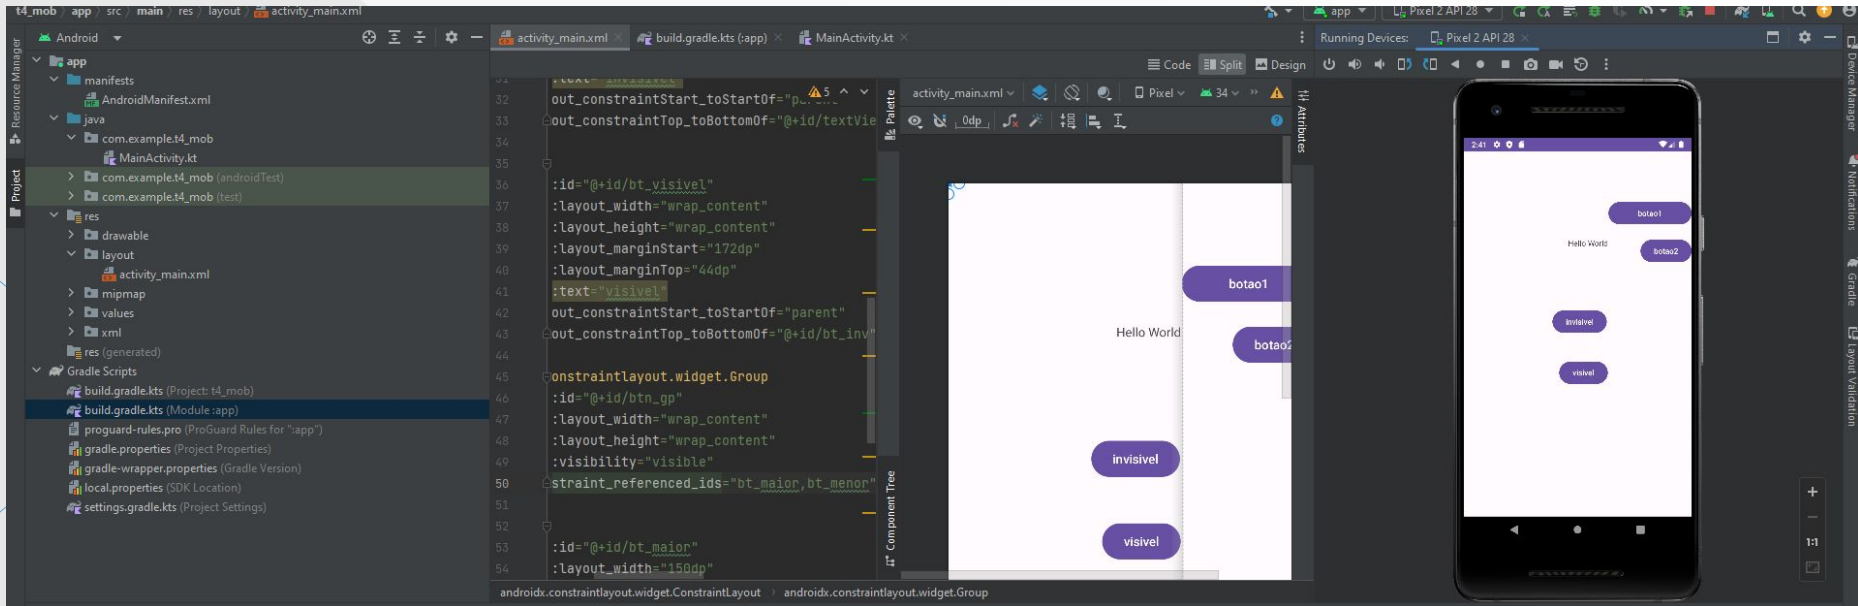 t4_mob app src main res layout activity_main.xml
app Pixel 2 API 28
Android
activity_main.xml build.gradle.kts (:app) MainActivity.kt
Running Devices: Pixel 2 API 28
Code Split Design
Resource Manager
Project
app
manifests
AndroidManifest.xml
java
com.example.t4_mob
MainActivity.kt
com.example.t4_mob (androidTest)
com.example.t4_mob (test)
res
drawable
layout
activity_main.xml
mipmap
values
xml
res (generated)
Gradle Scripts
build.gradle.kts (Project: t4_mob)
build.gradle.kts (Module :app)
proguard-rules.pro (ProGuard Rules for ":app")
gradle.properties (Project Properties)
gradle-wrapper.properties (Gradle Version)
local.properties (SDK Location)
settings.gradle.kts (Project Settings)
5
32 out_constraintStart_toStartOf="parent"
33 out_constraintTop_toBottomOf="@+id/textVie
34
35
36 :id="@+id/bt_visivel"
37 :layout_width="wrap_content"
38 :layout_height="wrap_content"
39 :layout_marginStart="172dp"
40 :layout_marginTop="44dp"
41 :text="visivel"
42 out_constraintStart_toStartOf="parent"
43 out_constraintTop_toBottomOf="@+id/bt_inv"
44
45 onstraintlayout.widget.Group
46 :id="@+id/btn_gp"
47 :layout_width="wrap_content"
48 :layout_height="wrap_content"
49 :visibility="visible"
50 straint_referenced_ids="bt_maior,bt_menor"
51
52
53 :id="@+id/bt_maior"
54 :layout_width="150dp"
androidx.constraintlayout.widget.ConstraintLayout androidx.constraintlayout.widget.Group
Palette
Component Tree
activity_main.xml Pixel 34
0dp
botao1
Hello World
botao2
invisivel
visivel
Attributes
2:41
botao1
Hello World
botao2
invisivel
visivel
1:1
Device Manager
Notifications
Gradle
Layout Validation